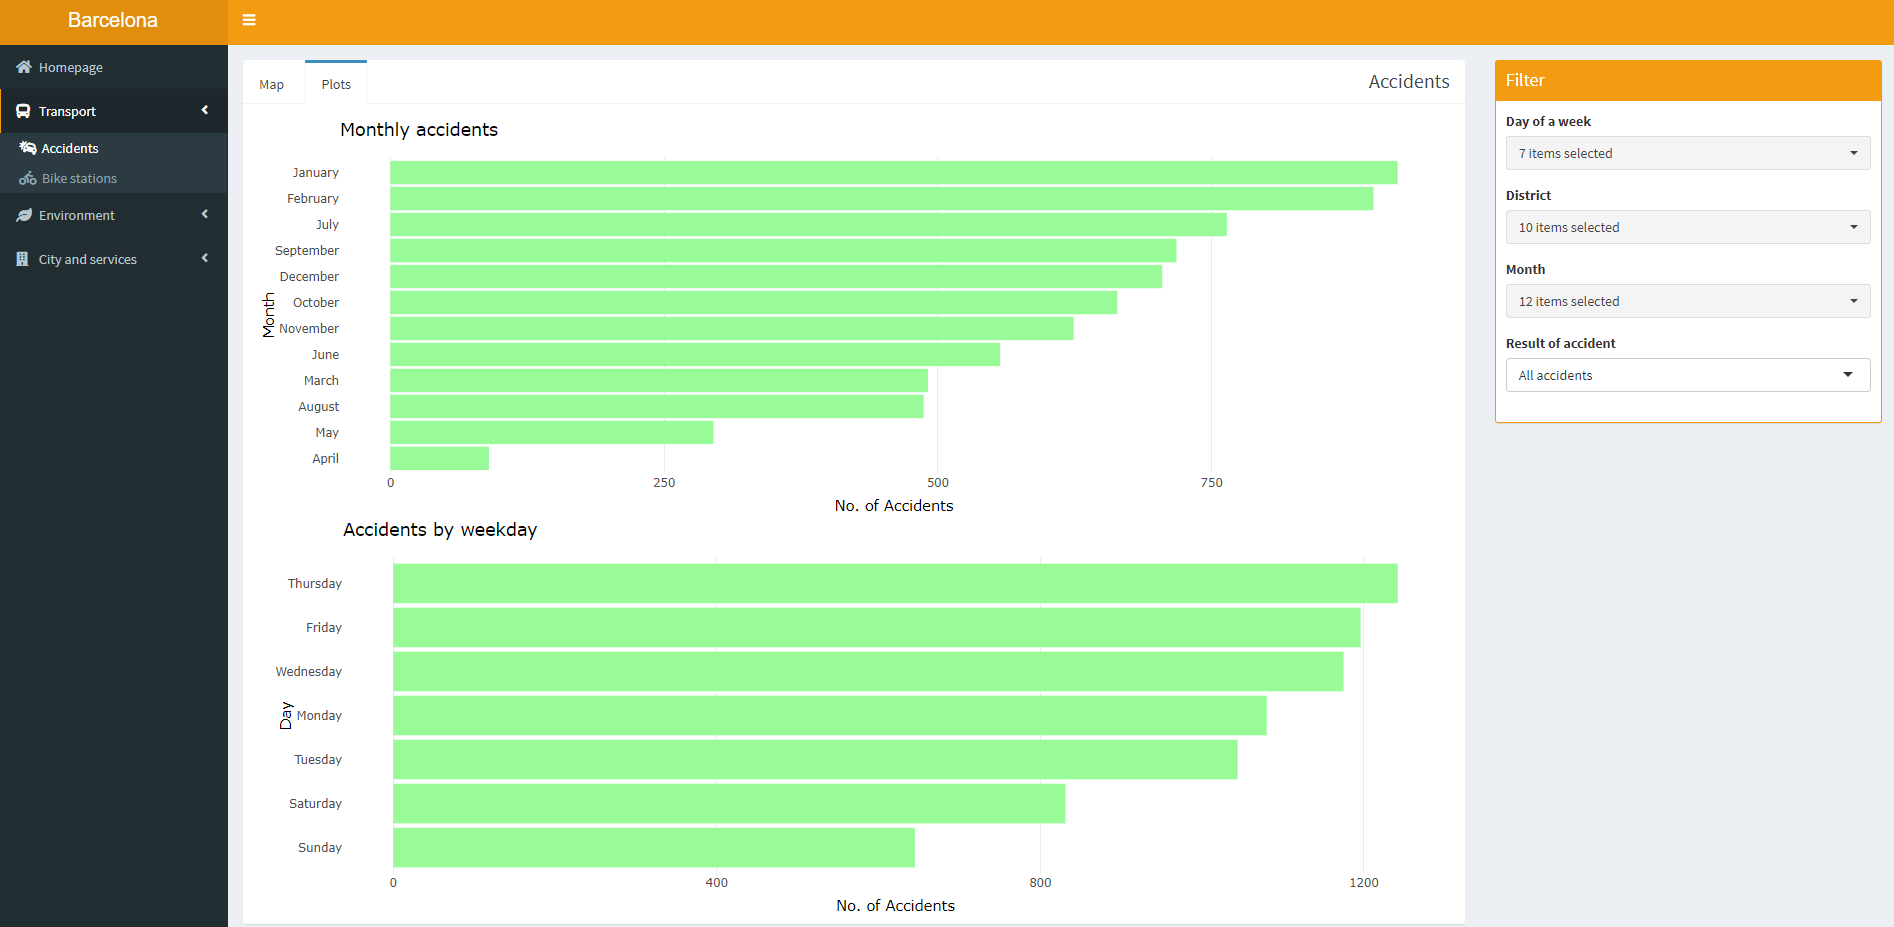 Barcelona
Homepage
Transport
Accidents
Bike stations
Environment
City and services
Map
Plots
Accidents
Monthly accidents
Month
January
February
July
September
December
October
November
June
March
August
May
April
0 250 500 750
No. of Accidents
Accidents by weekday
Day
Thursday
Friday
Wednesday
Monday
Tuesday
Saturday
Sunday
0 400 800 1200
No. of Accidents
Filter
Day of a week
7 items selected
District
10 items selected
Month
12 items selected
Result of accident
All accidents